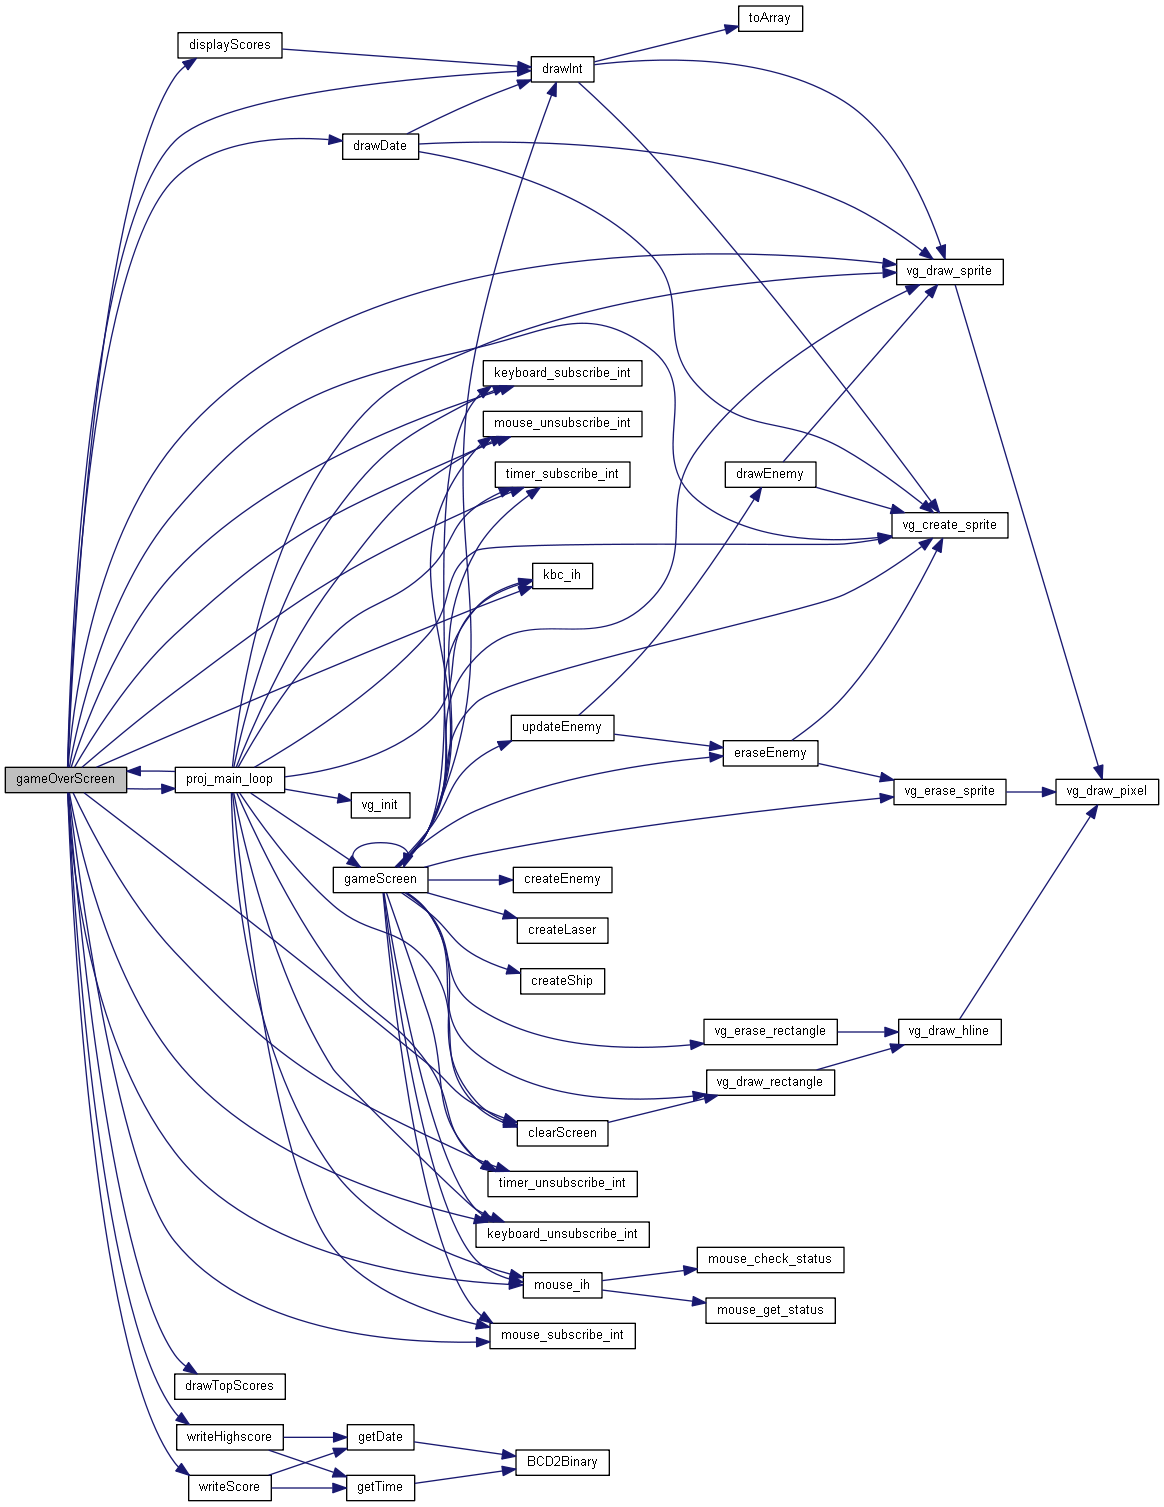 toArray
displayScores
drawInt
drawDate
vg_draw_sprite
keyboard_subscribe_int
mouse_unsubscribe_int
timer_subscribe_int
drawEnemy
vg_create_sprite
kbc_ih
updateEnemy
eraseEnemy
gameOverScreen
proj_main_loop
vg_init
vg_erase_sprite
vg_draw_pixel
gameScreen
createEnemy
createLaser
createShip
vg_erase_rectangle
vg_draw_hline
vg_draw_rectangle
clearScreen
timer_unsubscribe_int
keyboard_unsubscribe_int
mouse_check_status
mouse_ih
mouse_get_status
mouse_subscribe_int
drawTopScores
writeHighscore
getDate
BCD2Binary
writeScore
getTime